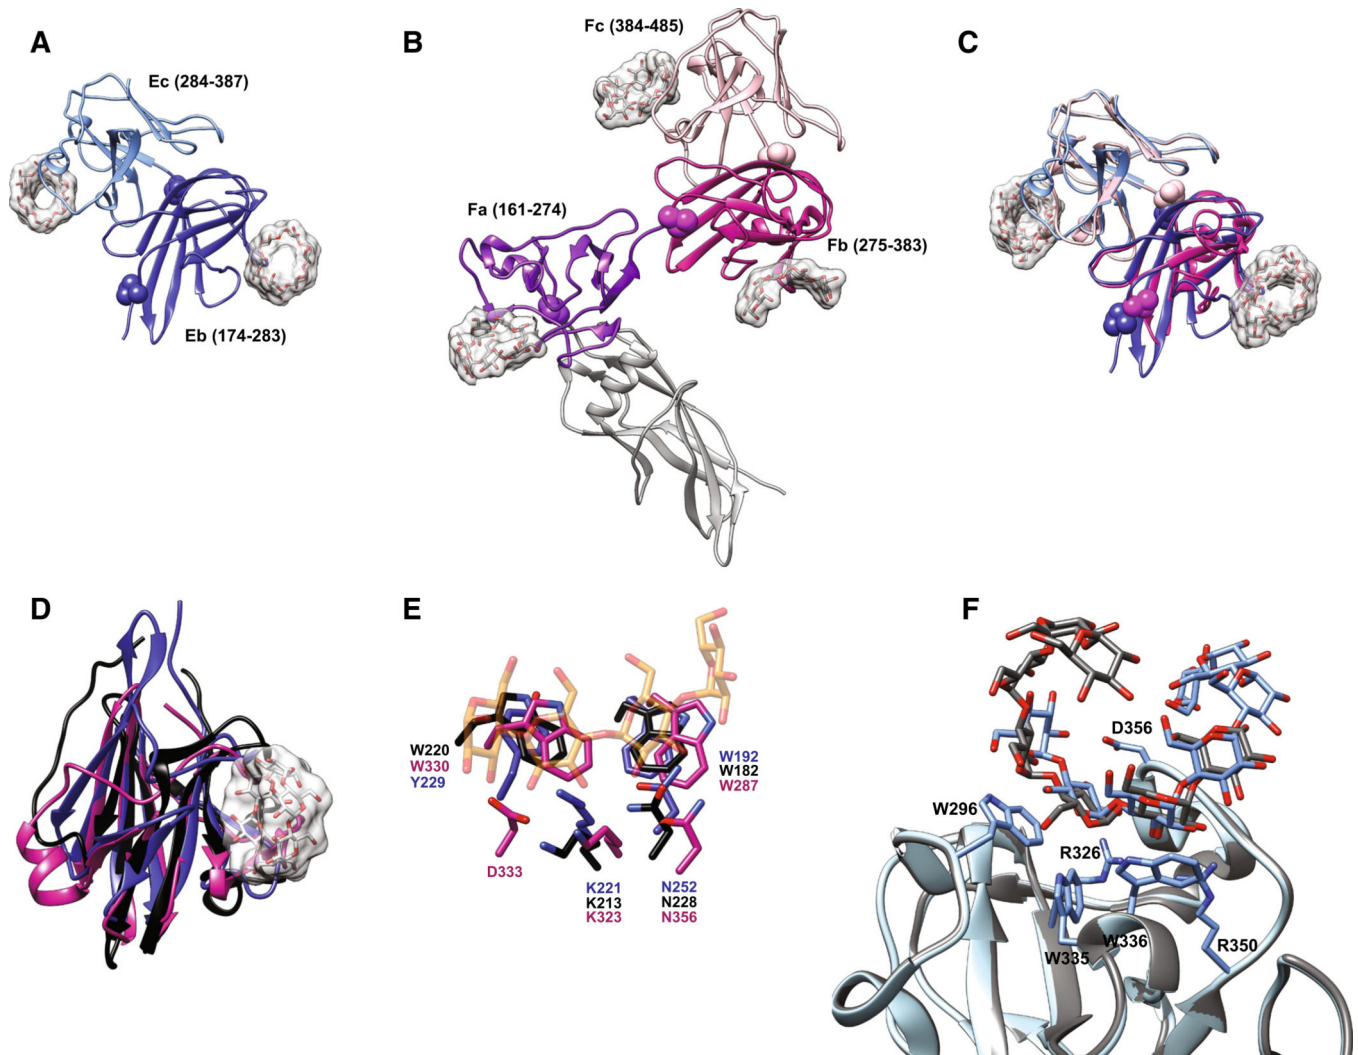 A
Ec (284-387)
Eb (174-283)
B
Fc (384-485)
Fa (161-274)
Fb (275-383)
C
D
E
W220
W330
Y229
W192
W182
W287
D333
K221
K213
K323
N252
N228
N356
F
D356
W296
R326
W335
W336
R350